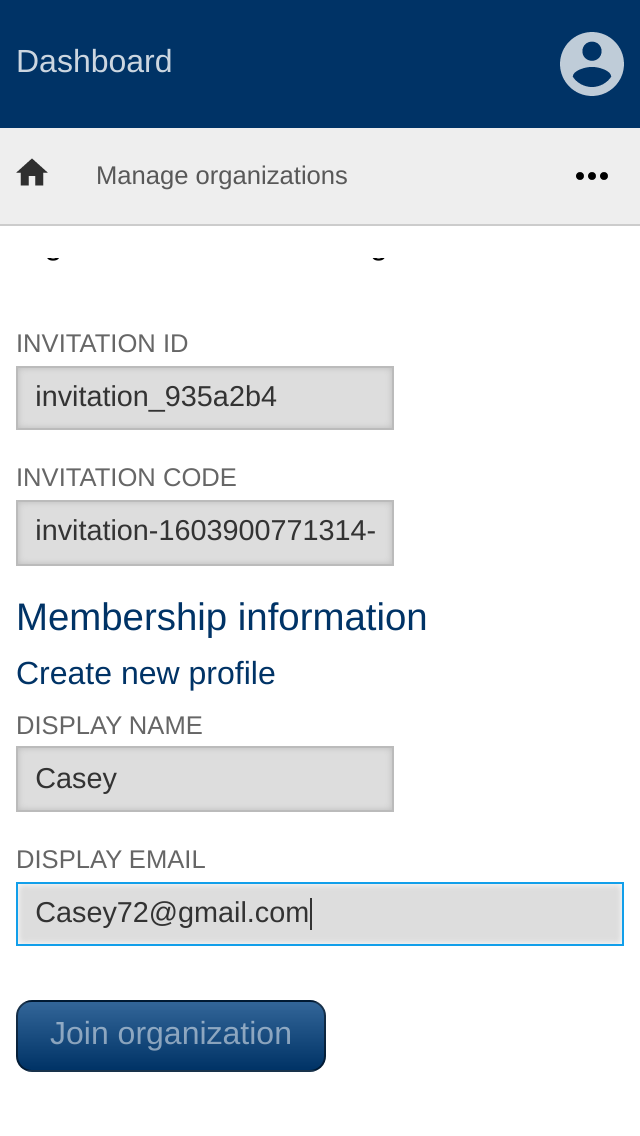 Dashboard
Manage organizations
INVITATION ID
invitation_935a2b4
INVITATION CODE
invitation-1603900771314-
Membership information
Create new profile
DISPLAY NAME
Casey
DISPLAY EMAIL
Casey72@gmail.com
Join organization